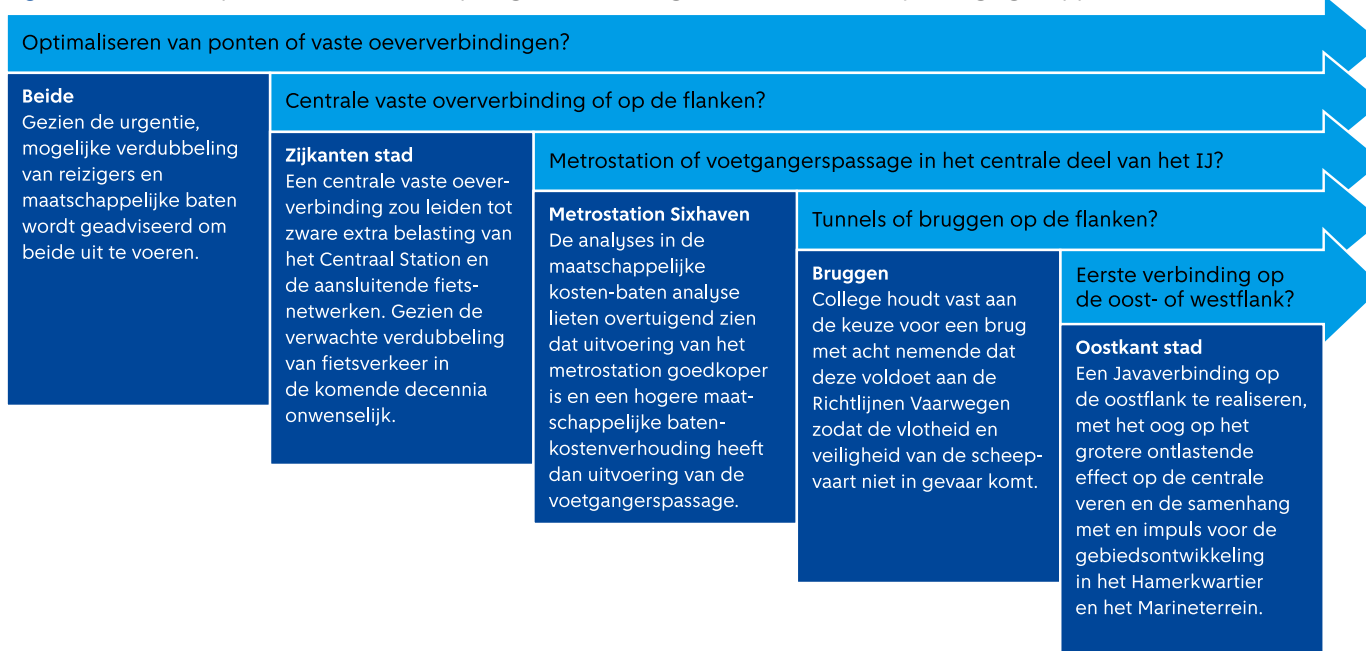 Optimaliseren van ponten of vaste oeververbindingen?
Beide
Gezien de urgentie,
mogelijke verdubbeling
van reizigers en
maatschappelijke baten
wordt geadviseerd om
beide uit te voeren.
Centrale vaste oververbinding of op de flanken?
Zijkanten stad
Een centrale vaste oever-
verbinding zou leiden tot
zware extra belasting van
het Centraal Station en
de aansluitende fiets-
netwerken. Gezien de
verwachte verdubbeling
van fietsverkeer in
de komende decennia
onwenselijk.
Metrostation of voetgangerspassage in het centrale deel van het IJ?
Metrostation Sixhaven
De analyses in de
maatschappelijke
kosten-baten analyse
lieten overtuigend zien
dat uitvoering van het
metrostation goedkoper
is en een hogere maat-
schappelijke baten-
kostenverhouding heeft
dan uitvoering van de
voetgangerspassage.
Tunnels of bruggen op de flanken?
Bruggen
College houdt vast aan
de keuze voor een brug
met acht nemende dat
deze voldoet aan de
Richtlijnen Vaarwegen
zodat de vlotheid en
veiligheid van de scheep-
vaart niet in gevaar komt.
Eerste verbinding op
de oost- of westflank?
Oostkant stad
Een Javaverbinding op
de oostflank te realiseren,
met het oog op het
grotere ontlastende
effect op de centrale
veren en de samenhang
met en impuls voor de
gebiedsontwikkeling
in het Hamerkwartier
en het Marineterrein.